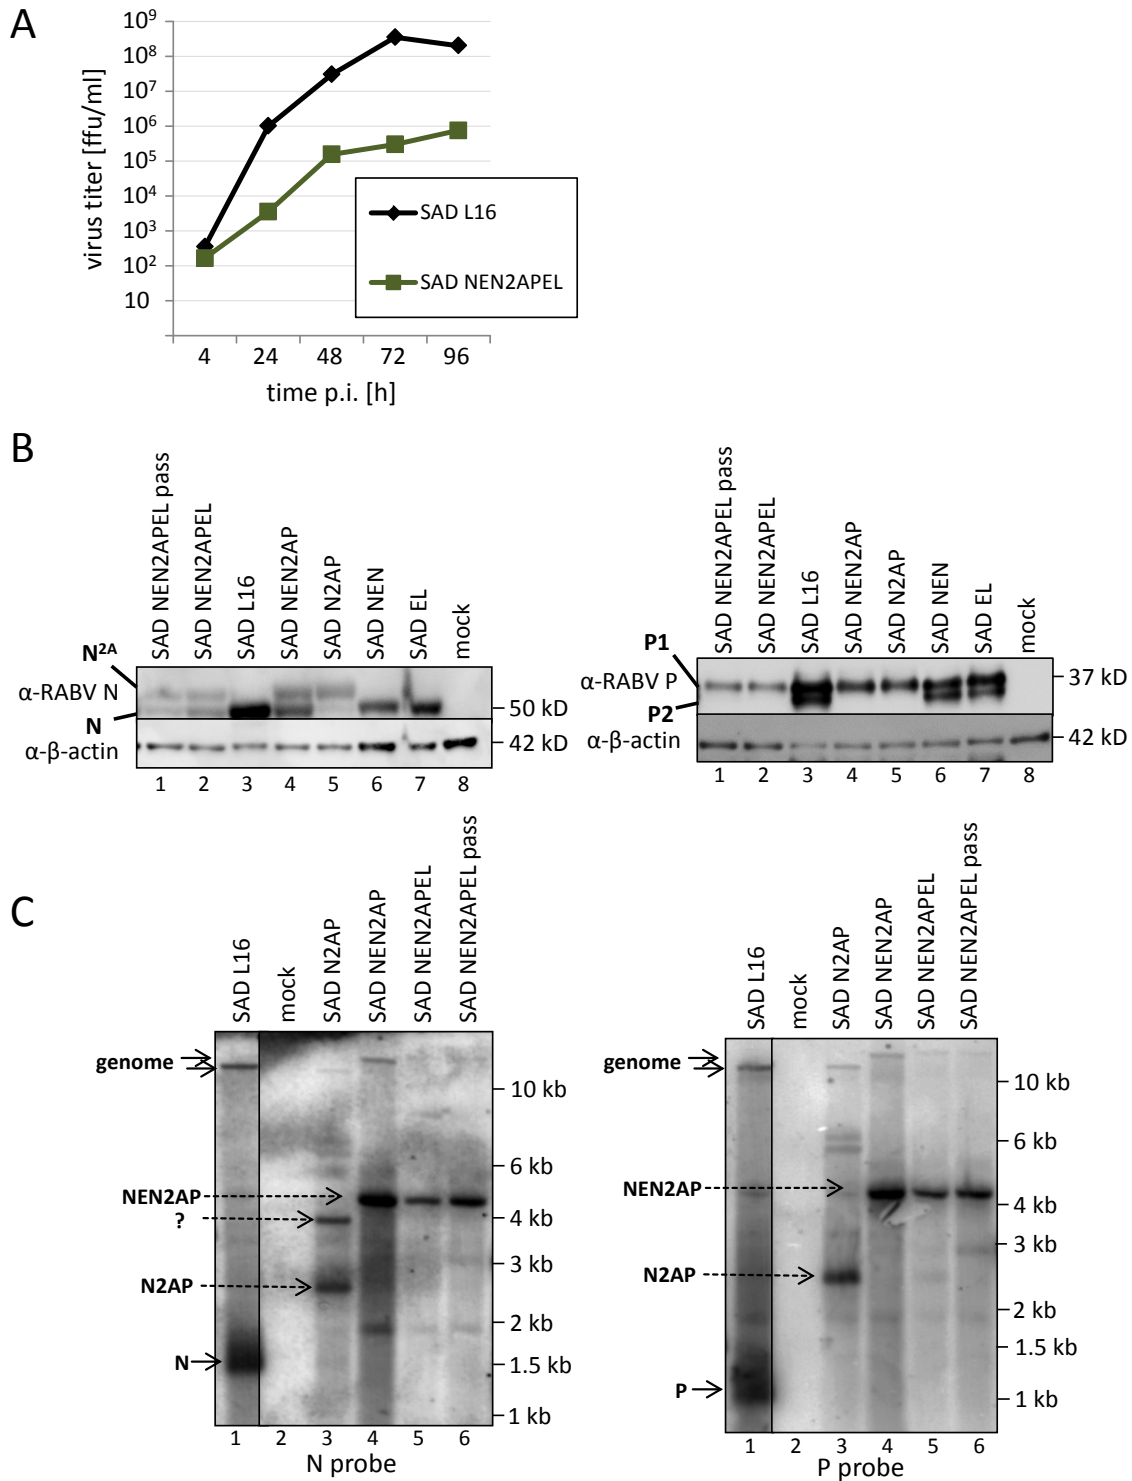 A
10⁹
10⁸
10⁷
10⁶
10⁵
10⁴
10³
10²
10
virus titer [ffu/ml]
4 24 48 72 96
time p.i. [h]
SAD L16
SAD NEN2APEL
B
SAD NEN2APEL pass
SAD NEN2APEL
SAD L16
SAD NEN2AP
SAD N2AP
SAD NEN
SAD EL
mock
N²ᴬ
α-RABV N
N
α-β-actin
50 kD
42 kD
1 2 3 4 5 6 7 8
SAD NEN2APEL pass
SAD NEN2APEL
SAD L16
SAD NEN2AP
SAD N2AP
SAD NEN
SAD EL
mock
P1
α-RABV P
P2
α-β-actin
37 kD
42 kD
1 2 3 4 5 6 7 8
C
SAD L16
mock
SAD N2AP
SAD NEN2AP
SAD NEN2APEL
SAD NEN2APEL pass
genome
NEN2AP
?
N2AP
N
10 kb
6 kb
4 kb
3 kb
2 kb
1.5 kb
1 kb
1 2 3 4 5 6
N probe
SAD L16
mock
SAD N2AP
SAD NEN2AP
SAD NEN2APEL
SAD NEN2APEL pass
genome
NEN2AP
N2AP
P
10 kb
6 kb
4 kb
3 kb
2 kb
1.5 kb
1 kb
1 2 3 4 5 6
P probe